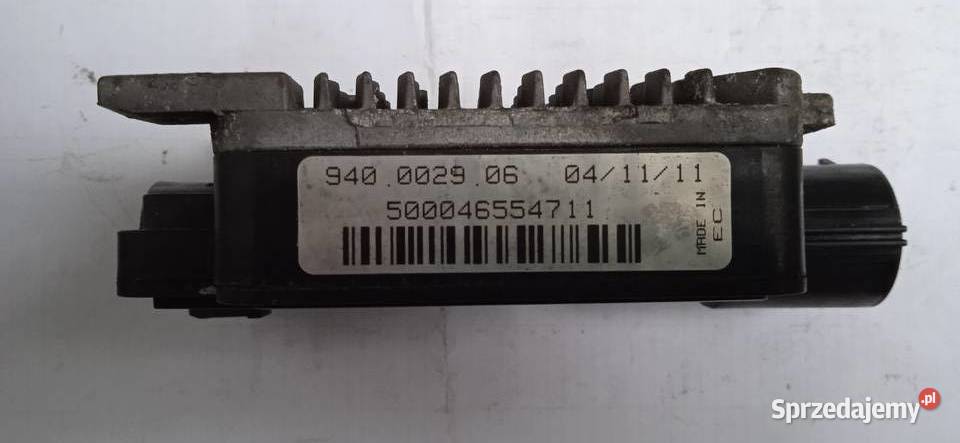 940.0029.06 04/11/11
500046554711
MADE IN
EC
Sprzedajemy.pl